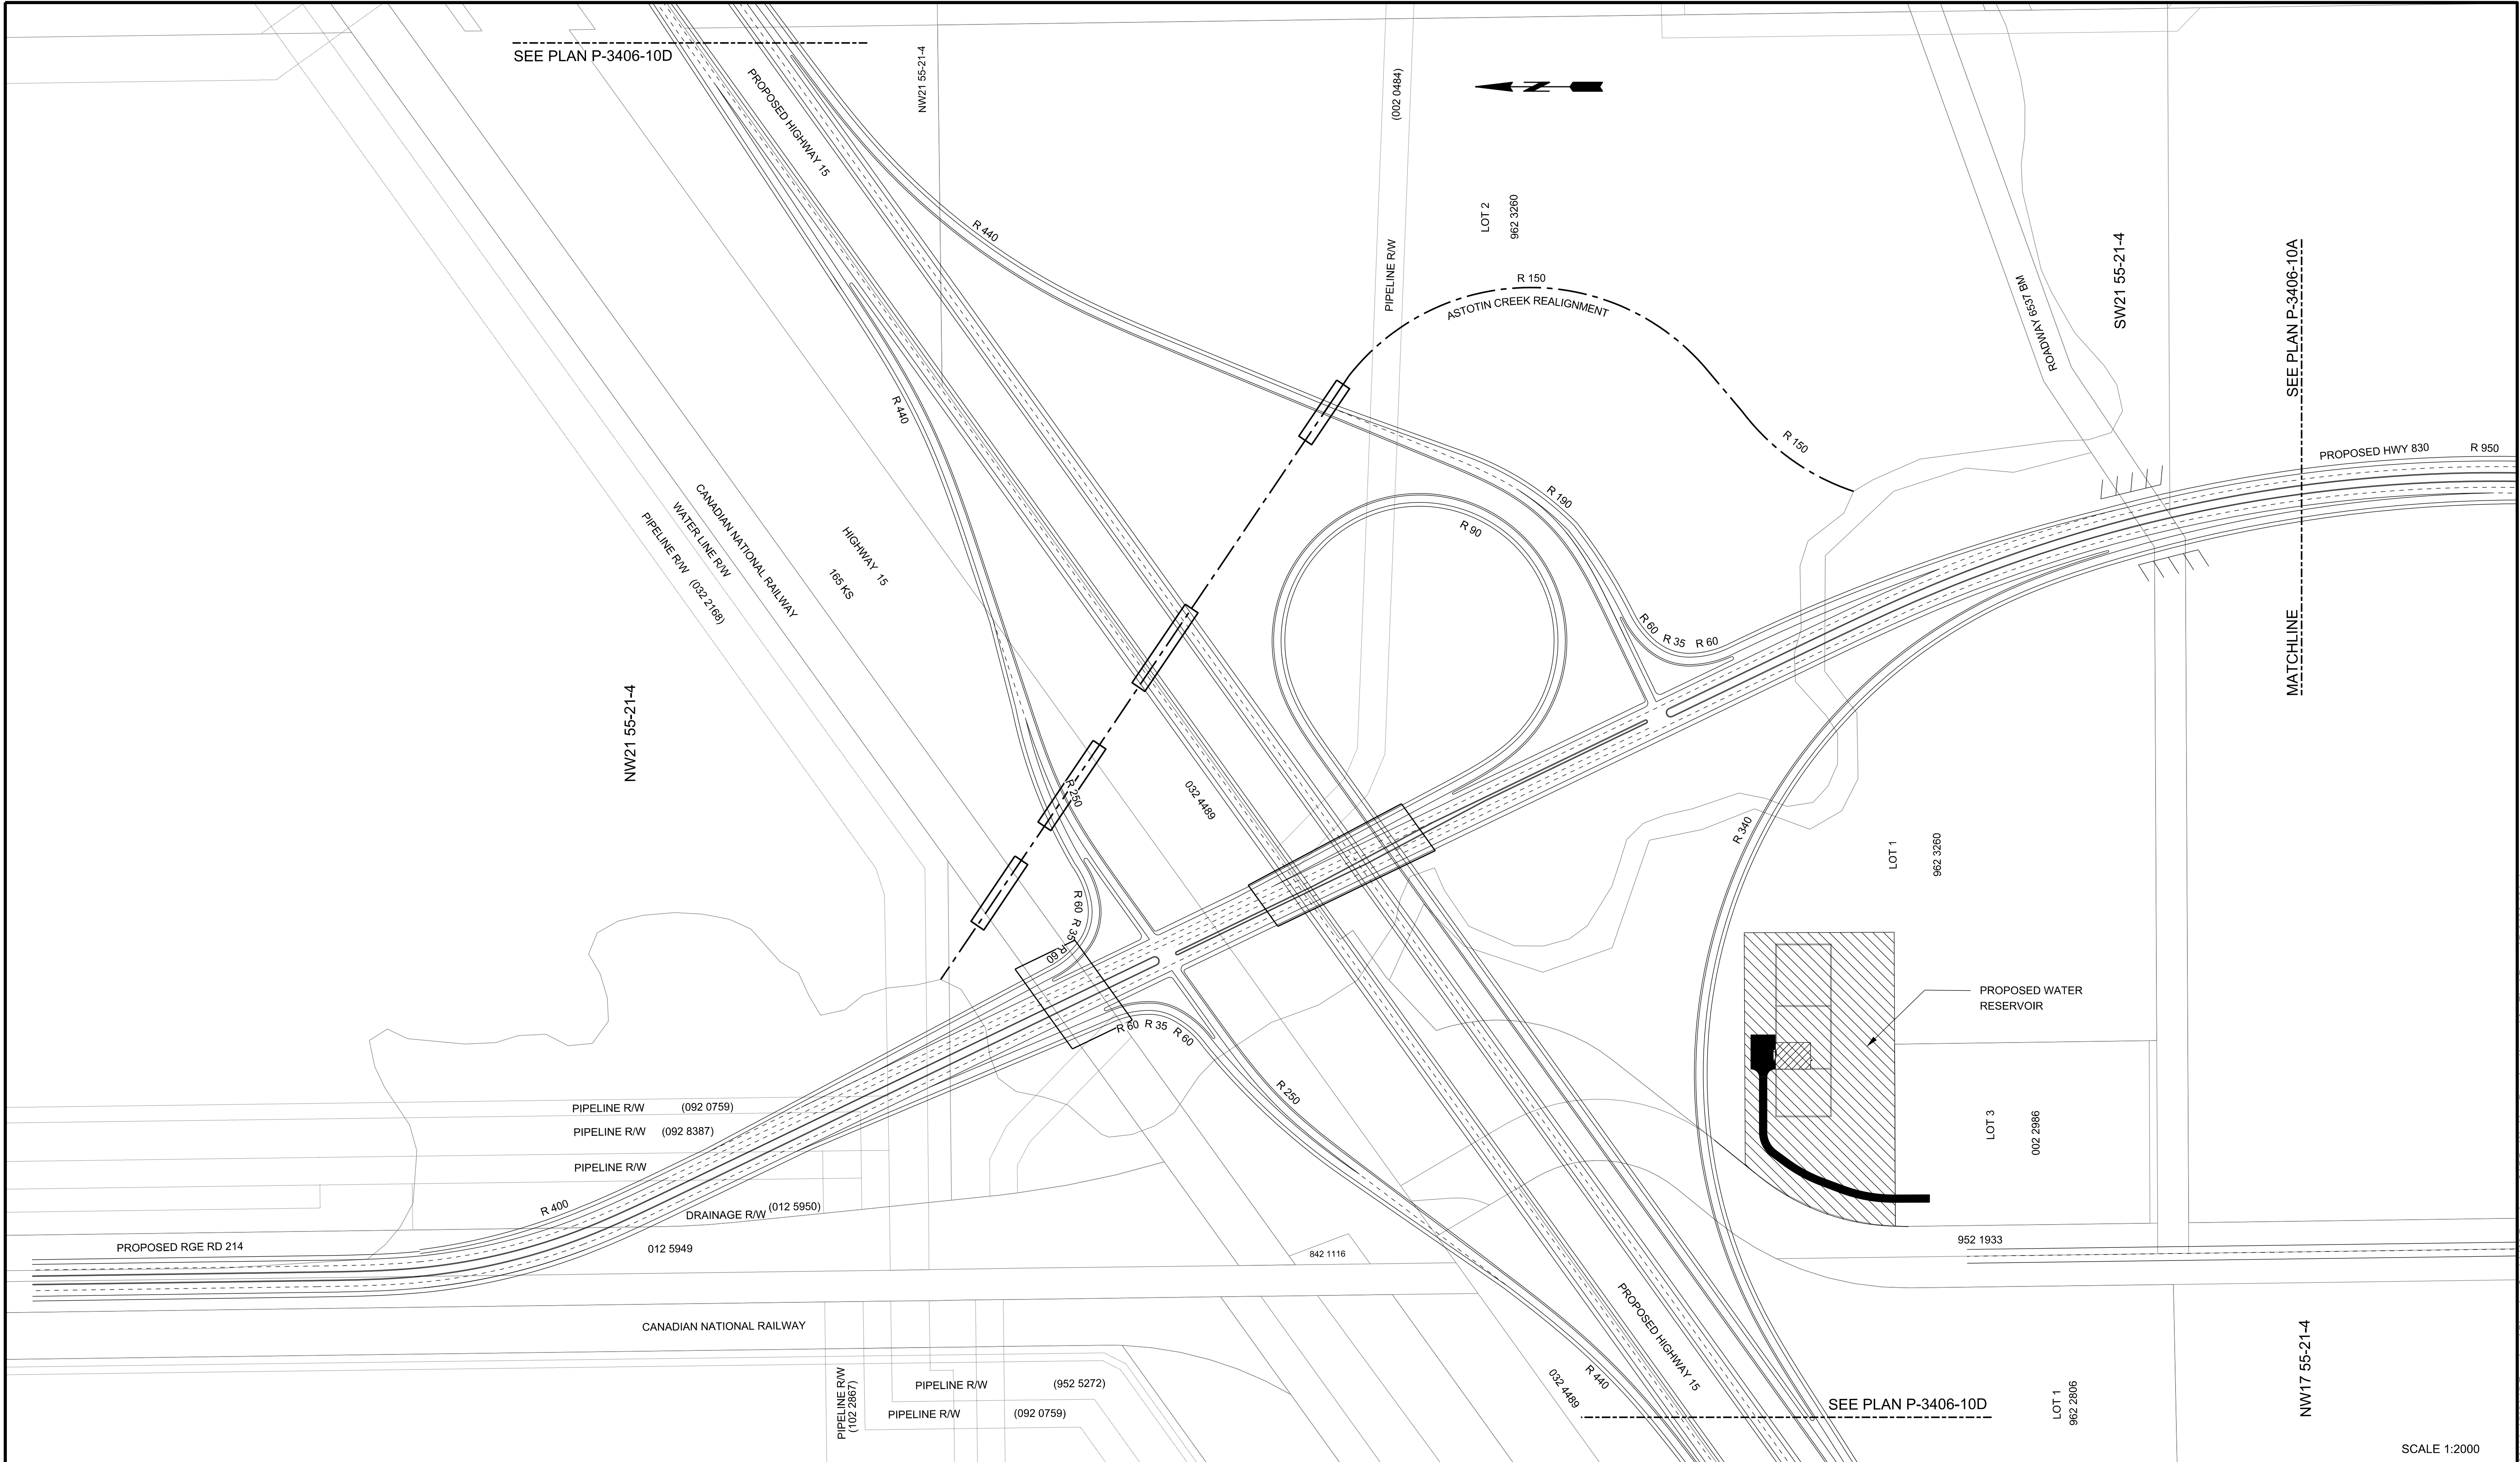 SEE PLAN P-3406-10D
PROPOSED HIGHWAY 15
NW21 55-21-4
(002 0484)
N
R 440
LOT 2
962 3260
PIPELINE R/W
R 150
ASTOTIN CREEK REALIGNMENT
ROADWAY 6537 BM
SW21 55-21-4
SEE PLAN P-3406-10A
R 440
R 150
PROPOSED HWY 830
R 950
CANADIAN NATIONAL RAILWAY
WATER LINE R/W
PIPELINE R/W (032 2168)
HIGHWAY 15
165 KS
R 190
R 90
R 60
R 35
R 60
MATCHLINE
NW21 55-21-4
R 250
032 4489
R 340
LOT 1
962 3260
R 60
R 35
R 60
PROPOSED WATER
RESERVOIR
R 60
R 35
R 60
R 250
PIPELINE R/W (092 0759)
PIPELINE R/W (092 8387)
PIPELINE R/W
LOT 3
002 2986
R 400
DRAINAGE R/W (012 5950)
PROPOSED RGE RD 214
012 5949
842 1116
952 1933
CANADIAN NATIONAL RAILWAY
PROPOSED HIGHWAY 15
NW17 55-21-4
PIPELINE R/W
(102 2867)
PIPELINE R/W (952 5272)
PIPELINE R/W (092 0759)
032 4489
R 440
SEE PLAN P-3406-10D
LOT 1
962 2806
SCALE 1:2000